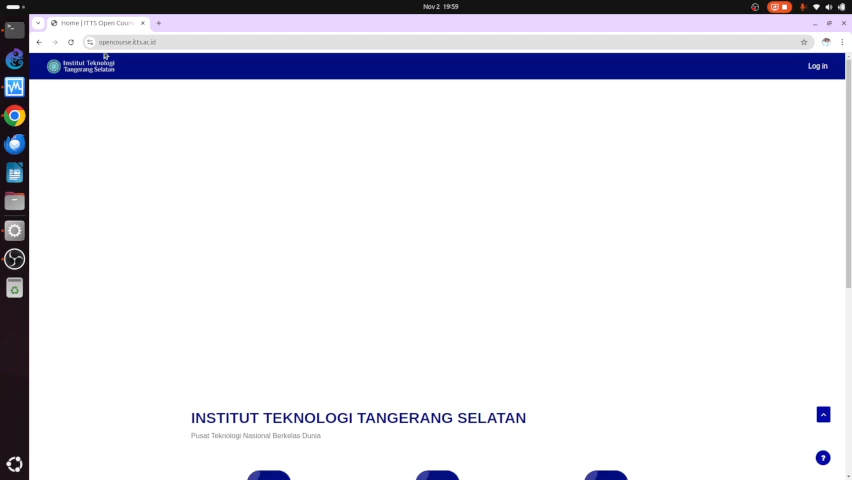 Nov 2 19:59
Home | ITTS Open Cours
opencourse.itts.ac.id
Institut Teknologi
Tangerang Selatan
Log in
INSTITUT TEKNOLOGI TANGERANG SELATAN
Pusat Teknologi Nasional Berkelas Dunia
?